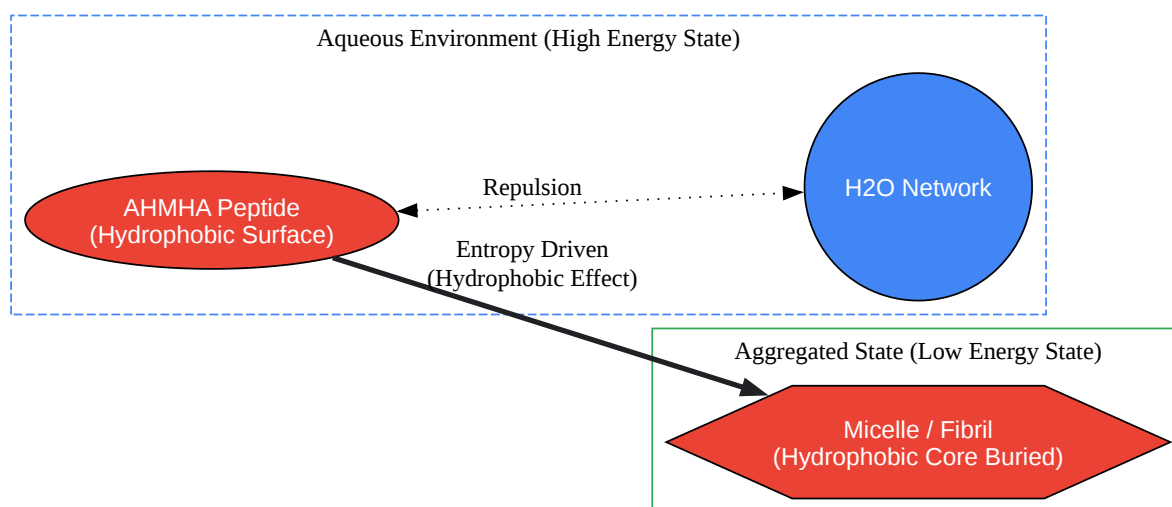 Aqueous Environment (High Energy State)
H2O Network
Repulsion
AHMHA Peptide
(Hydrophobic Surface)
Entropy Driven
(Hydrophobic Effect)
Aggregated State (Low Energy State)
Micelle / Fibril
(Hydrophobic Core Buried)